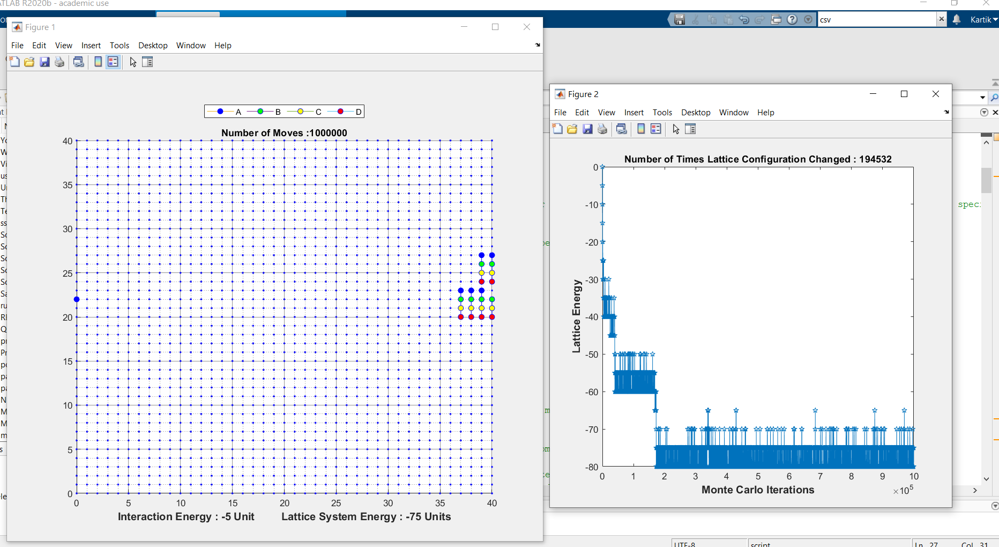 ATLAB R2020b - academic use
csv
Kartik
Figure 1
File Edit View Insert Tools Desktop Window Help
A B C D
Number of Moves :1000000
40
35
30
25
20
15
10
5
0
0 5 10 15 20 25 30 35 40
Interaction Energy : -5 Unit Lattice System Energy : -75 Units
Figure 2
File Edit View Insert Tools Desktop Window Help
Number of Times Lattice Configuration Changed : 194532
0
-10
-20
-30
-40
-50
-60
-70
-80
Lattice Energy
0 1 2 3 4 5 6 7 8 9 10
×10^5
Monte Carlo Iterations
UTF-8 script Ln 27 Col 31